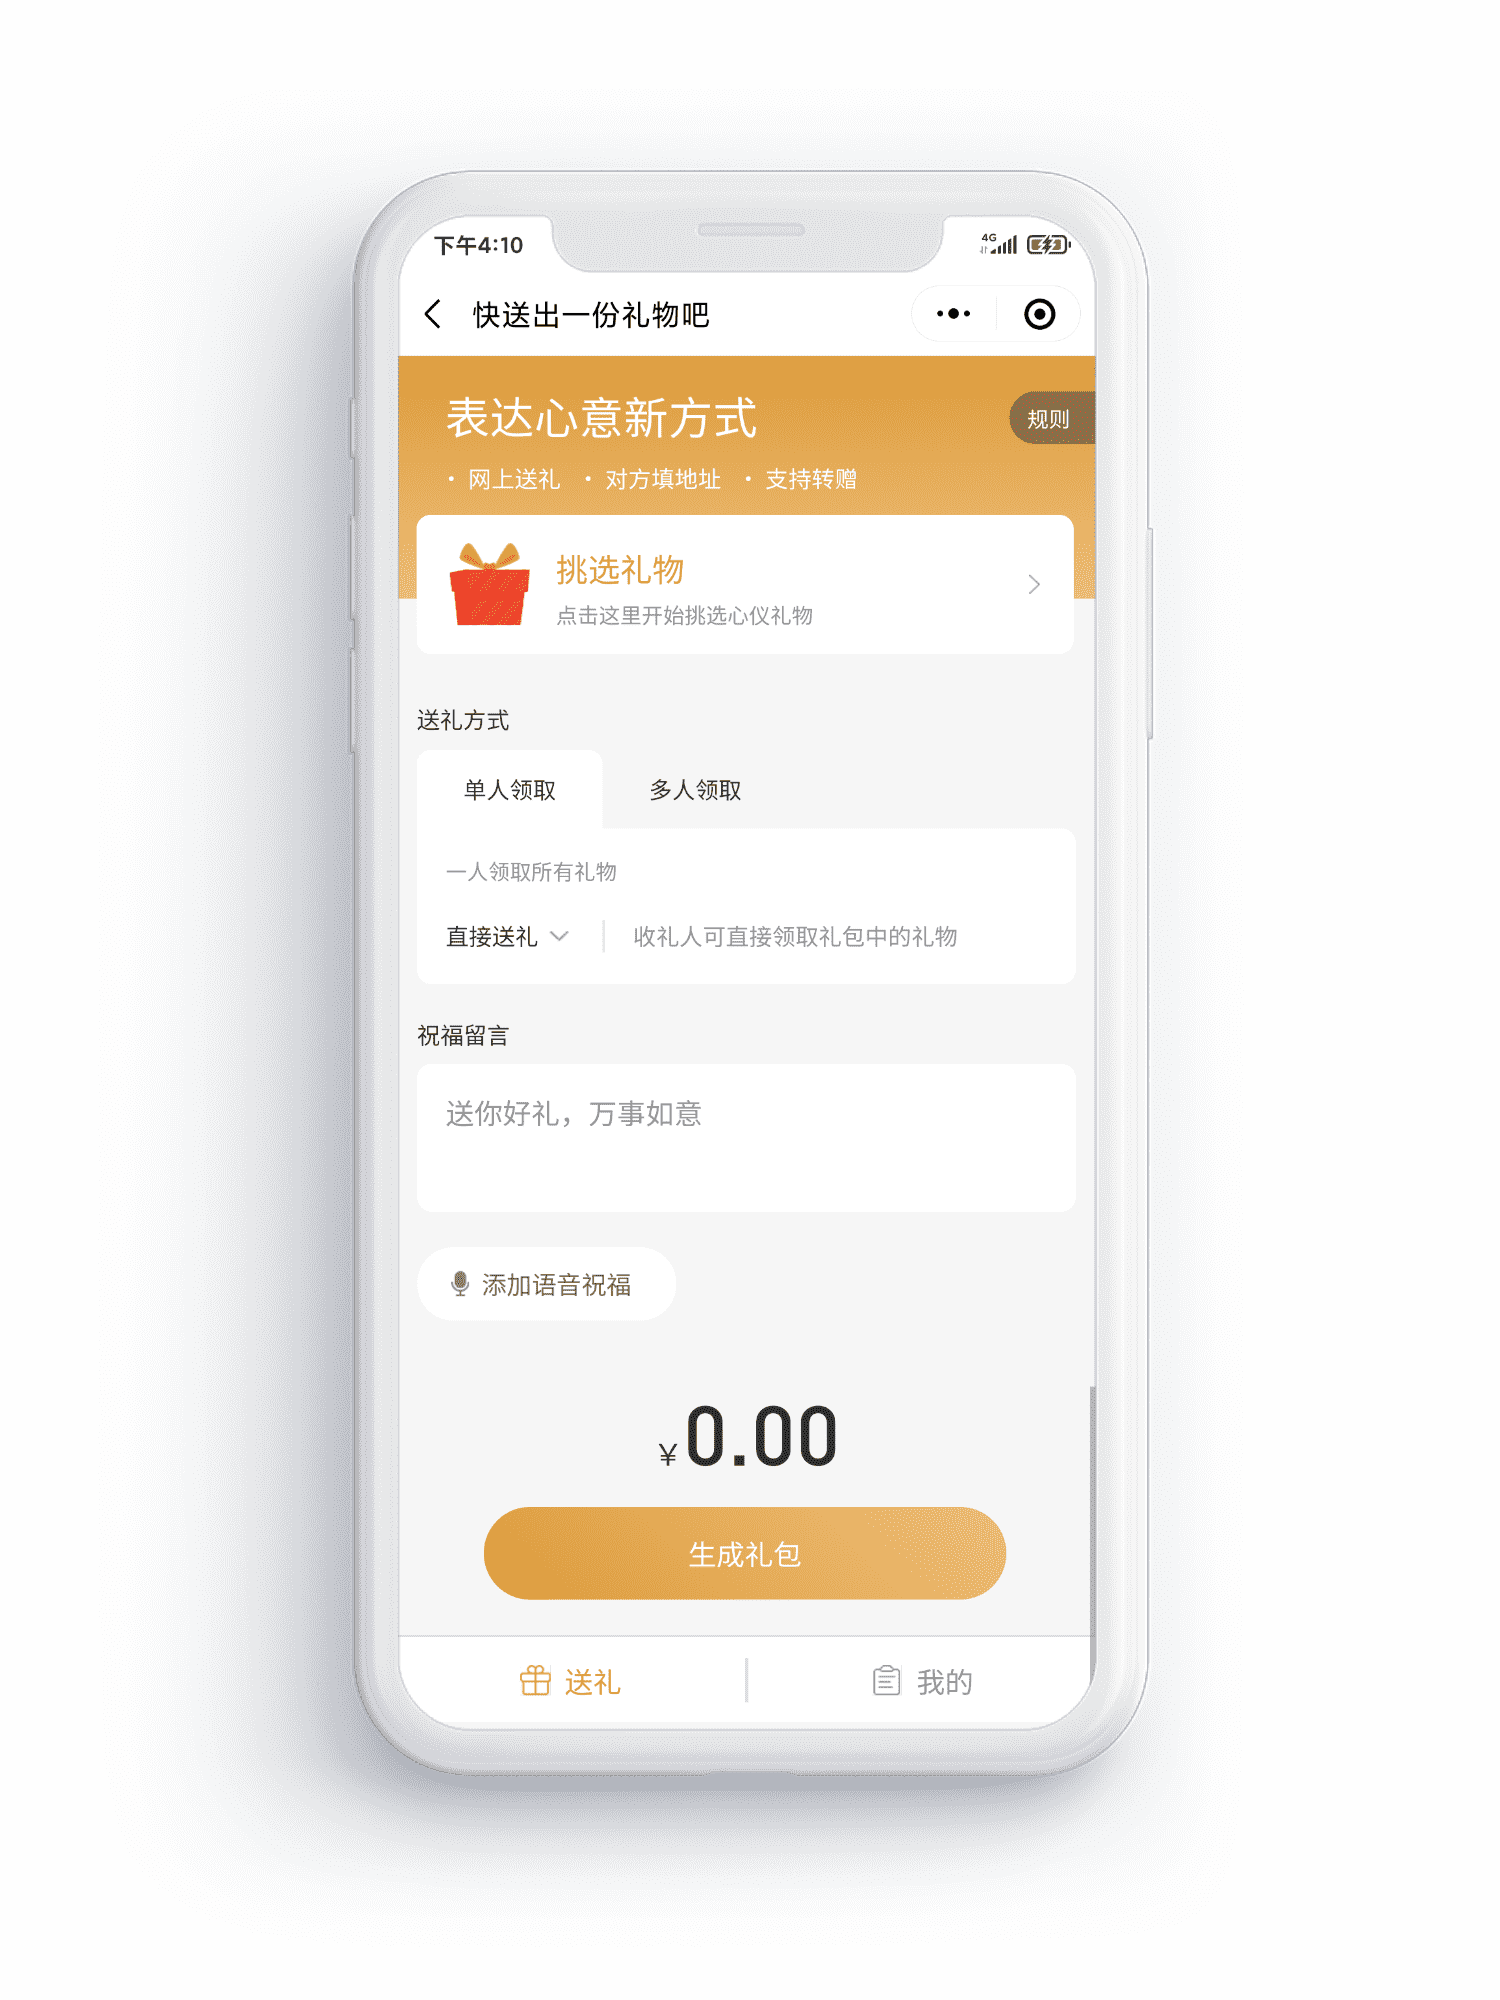 下午4:10
4G
快送出一份礼物吧
表达心意新方式
规则
· 网上送礼 · 对方填地址 · 支持转赠
挑选礼物
点击这里开始挑选心仪礼物
送礼方式
单人领取 多人领取
一人领取所有礼物
直接送礼 收礼人可直接领取礼包中的礼物
祝福留言
送你好礼，万事如意
添加语音祝福
¥0.00
生成礼包
送礼 我的